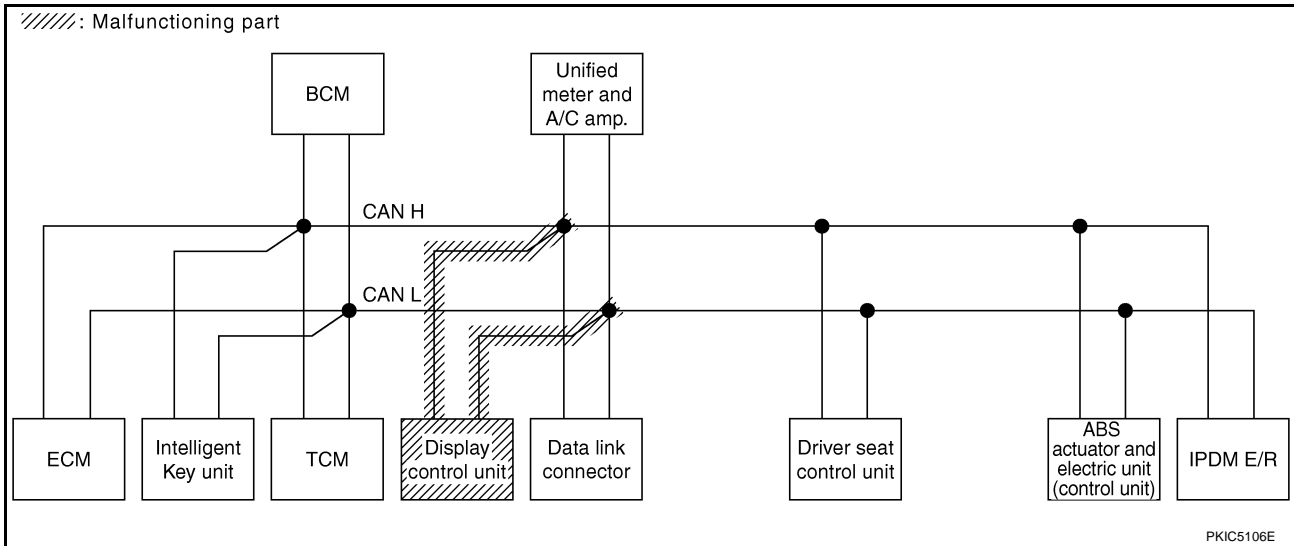 : Malfunctioning part
BCM
Unified
meter and
A/C amp.
CAN H
CAN L
ECM
Intelligent
Key unit
TCM
Display
control unit
Data link
connector
Driver seat
control unit
ABS
actuator and
electric unit
(control unit)
IPDM E/R
PKIC5106E